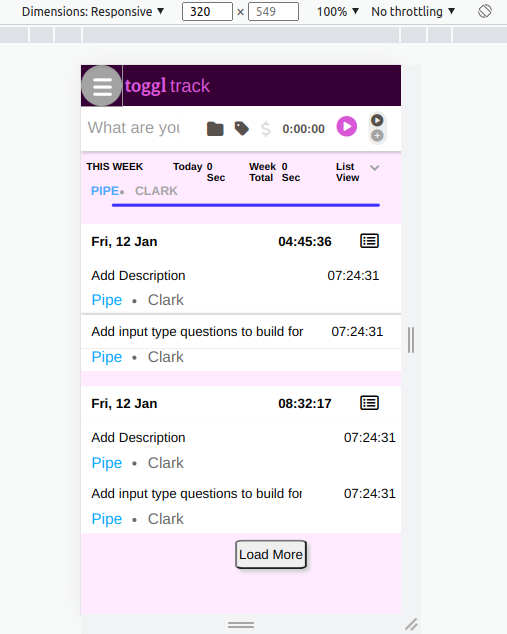 Dimensions: Responsive 320 × 549 100% No throttling
toggl track
What are you 0:00:00
THIS WEEK Today 0 Sec Week Total 0 Sec List View
PIPE• CLARK
Fri, 12 Jan 04:45:36
Add Description 07:24:31
Pipe • Clark
Add input type questions to build for 07:24:31
Pipe • Clark
Fri, 12 Jan 08:32:17
Add Description 07:24:31
Pipe • Clark
Add input type questions to build for 07:24:31
Pipe • Clark
Load More